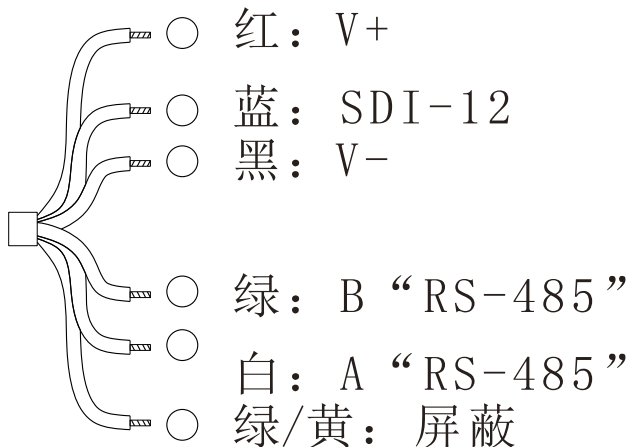 红：V+
蓝：SDI-12
黑：V-
绿：B “RS-485”
白：A “RS-485”
绿/黄：屏蔽